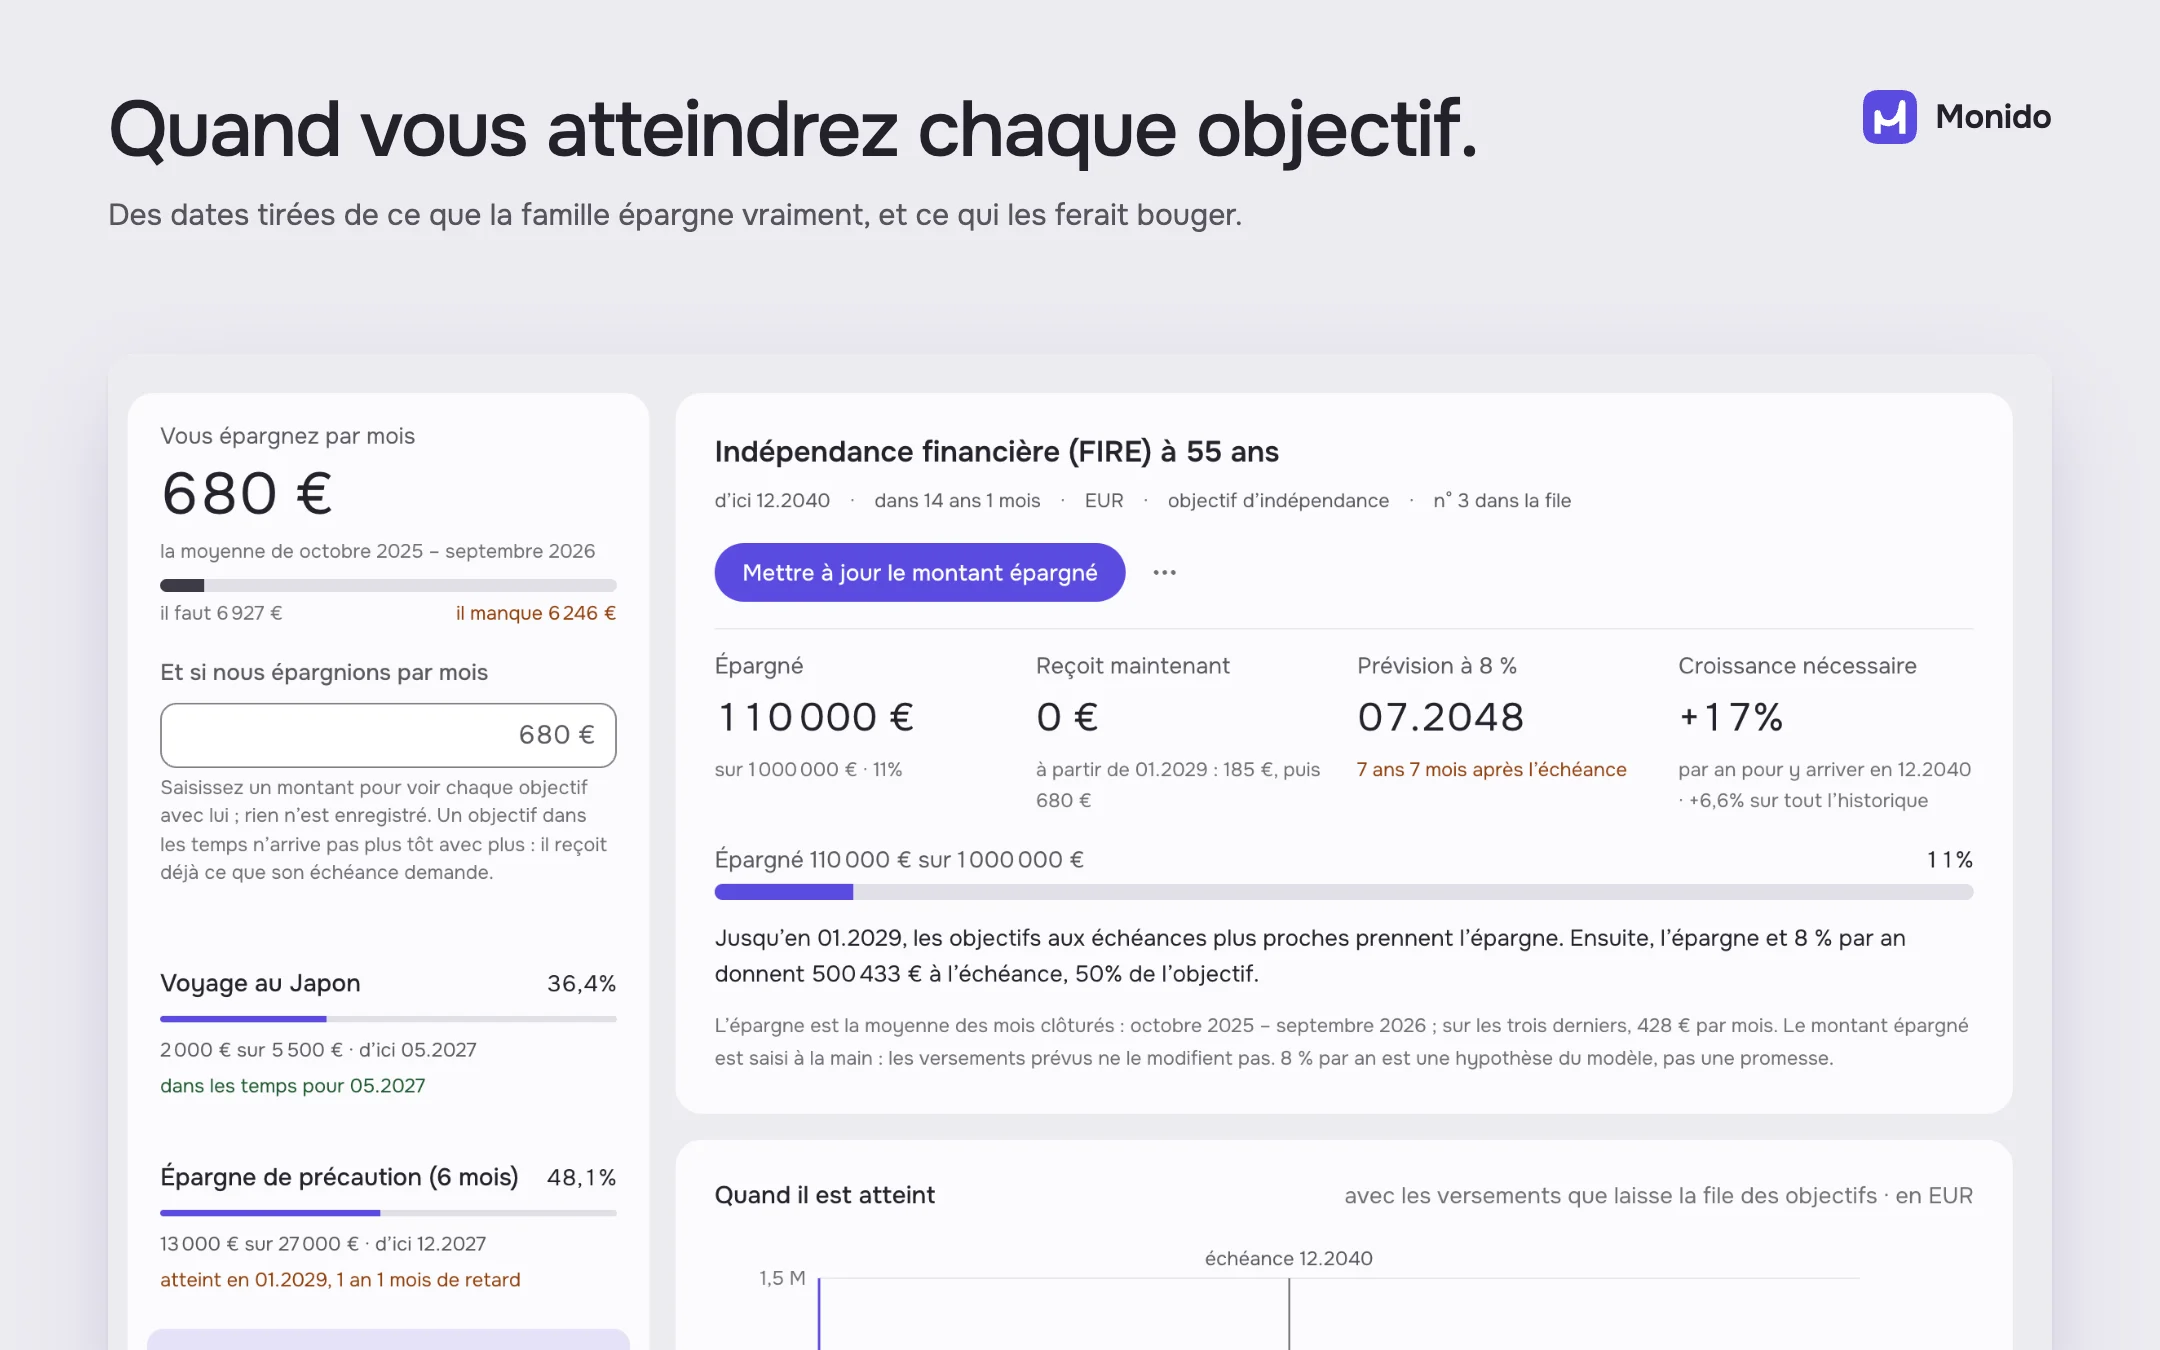 Quand vous atteindrez chaque objectif.
Monido
Des dates tirées de ce que la famille épargne vraiment, et ce qui les ferait bouger.
Vous épargnez par mois
680 €
la moyenne de octobre 2025 – septembre 2026
il faut 6 927 €
il manque 6 246 €
Et si nous épargnions par mois
680 €
Saisissez un montant pour voir chaque objectif
avec lui ; rien n’est enregistré. Un objectif dans
les temps n’arrive pas plus tôt avec plus : il reçoit
déjà ce que son échéance demande.
Voyage au Japon 36,4%
2 000 € sur 5 500 € · d’ici 05.2027
dans les temps pour 05.2027
Épargne de précaution (6 mois) 48,1%
13 000 € sur 27 000 € · d’ici 12.2027
atteint en 01.2029, 1 an 1 mois de retard
Indépendance financière (FIRE) à 55 ans
d’ici 12.2040 · dans 14 ans 1 mois · EUR · objectif d’indépendance · n° 3 dans la file
Mettre à jour le montant épargné
Épargné
110 000 €
sur 1 000 000 € · 11%
Reçoit maintenant
0 €
à partir de 01.2029 : 185 €, puis
680 €
Prévision à 8 %
07.2048
7 ans 7 mois après l’échéance
Croissance nécessaire
+17%
par an pour y arriver en 12.2040
· +6,6% sur tout l’historique
Épargné 110 000 € sur 1 000 000 € 11%
Jusqu’en 01.2029, les objectifs aux échéances plus proches prennent l’épargne. Ensuite, l’épargne et 8 % par an
donnent 500 433 € à l’échéance, 50% de l’objectif.
L’épargne est la moyenne des mois clôturés : octobre 2025 – septembre 2026 ; sur les trois derniers, 428 € par mois. Le montant épargné
est saisi à la main : les versements prévus ne le modifient pas. 8 % par an est une hypothèse du modèle, pas une promesse.
Quand il est atteint
avec les versements que laisse la file des objectifs · en EUR
échéance 12.2040
1,5 M